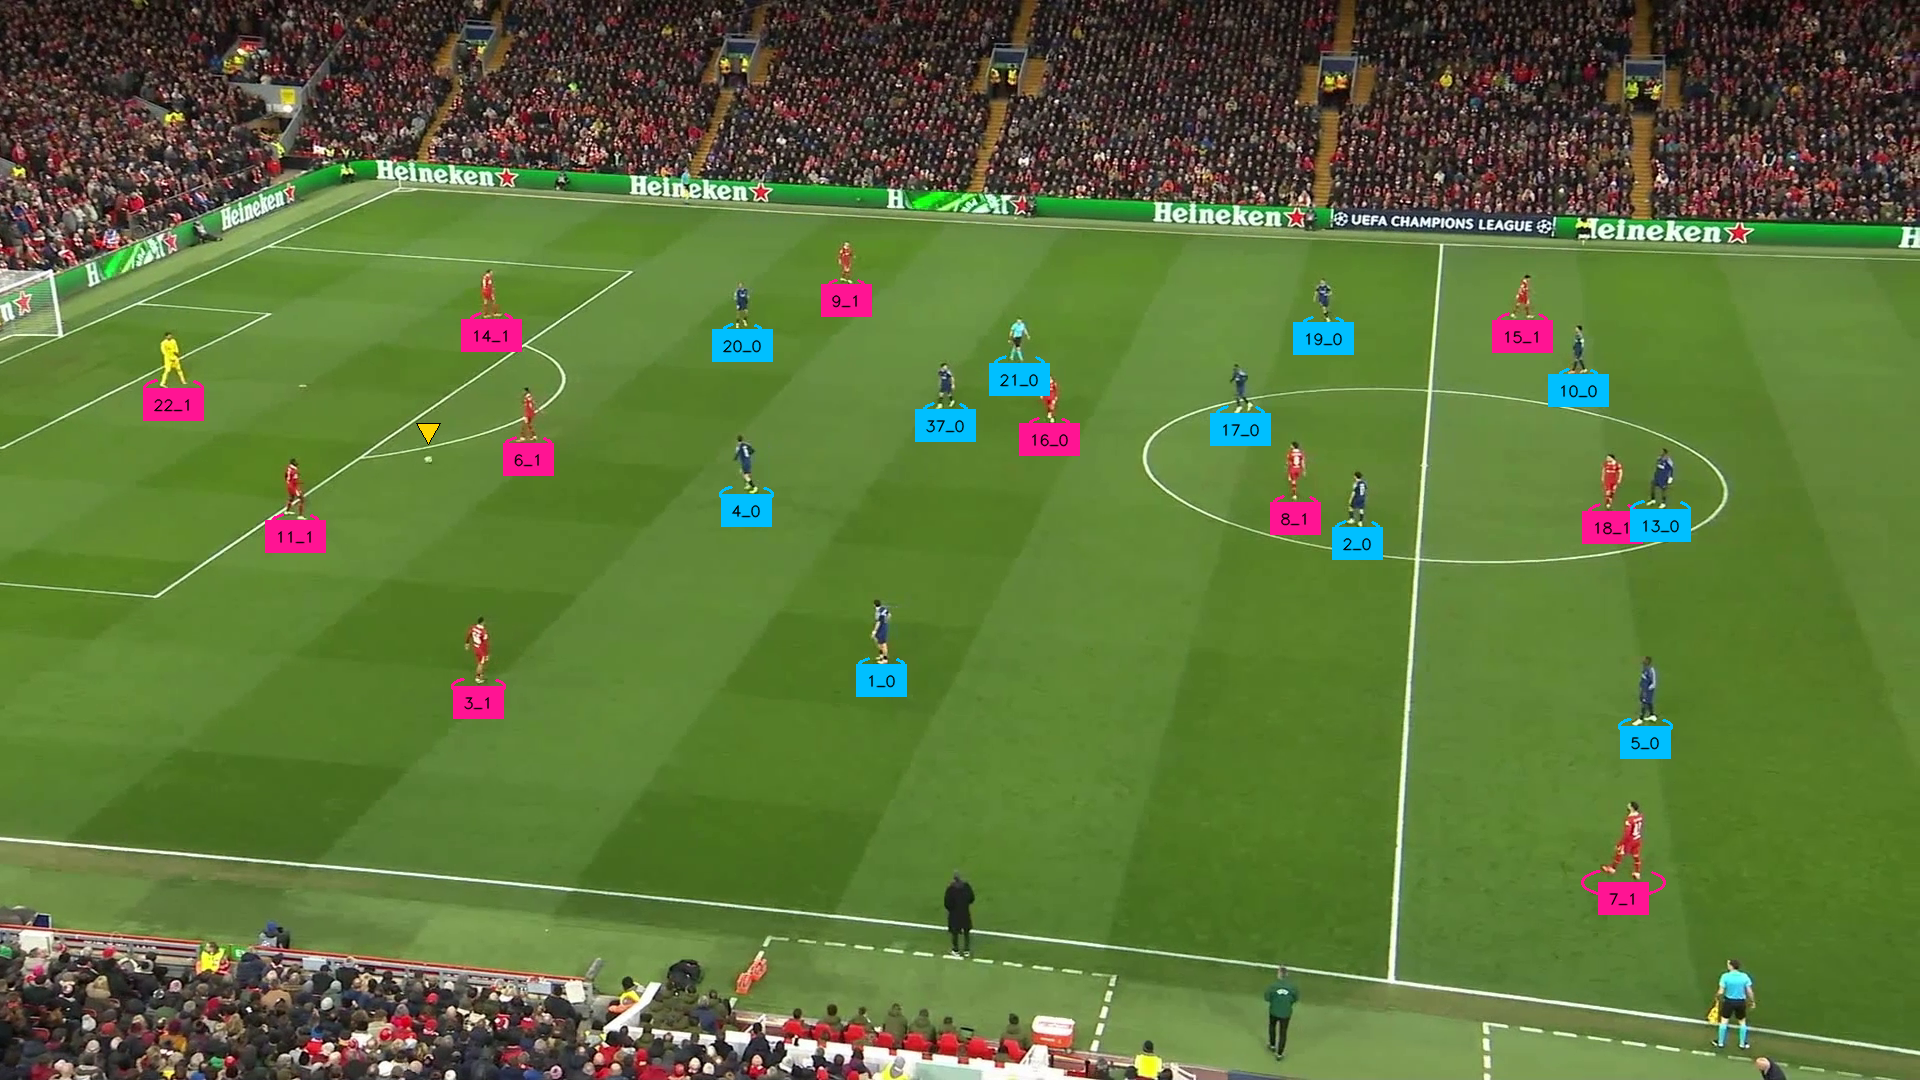 Heineken
Heineken
H
Heineken
UEFA CHAMPIONS LEAGUE
Heineken
H
Heineken
H
9_1
14_1
20_0
19_0
15_1
21_0
10_0
22_1
37_0
16_0
17_0
6_1
4_0
8_1
18_1
13_0
11_1
2_0
1_0
3_1
5_0
7_1